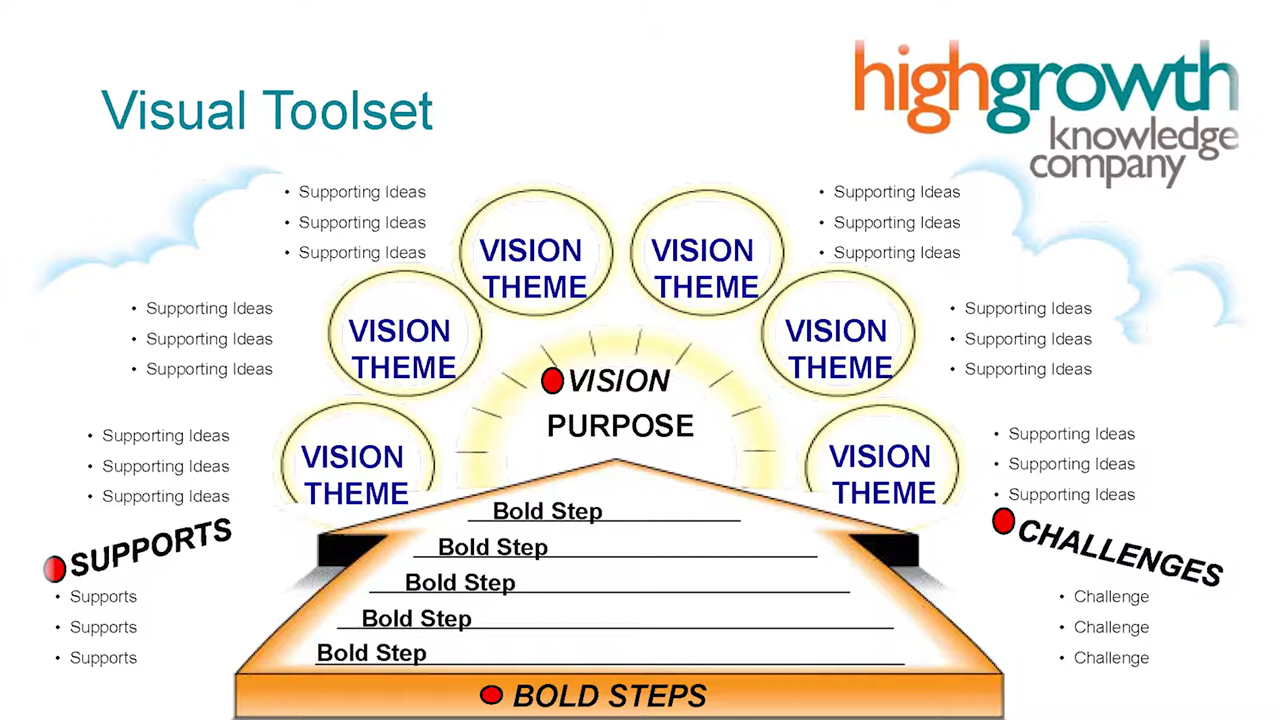 Visual Toolset
highgrowth
knowledge
company
• Supporting Ideas
• Supporting Ideas
• Supporting Ideas
VISION
THEME
VISION
THEME
• Supporting Ideas
• Supporting Ideas
• Supporting Ideas
• Supporting Ideas
• Supporting Ideas
• Supporting Ideas
VISION
THEME
VISION
THEME
• Supporting Ideas
• Supporting Ideas
• Supporting Ideas
VISION
PURPOSE
• Supporting Ideas
• Supporting Ideas
• Supporting Ideas
VISION
THEME
VISION
THEME
• Supporting Ideas
• Supporting Ideas
• Supporting Ideas
SUPPORTS
• Supports
• Supports
• Supports
Bold Step
Bold Step
Bold Step
Bold Step
Bold Step
BOLD STEPS
CHALLENGES
• Challenge
• Challenge
• Challenge